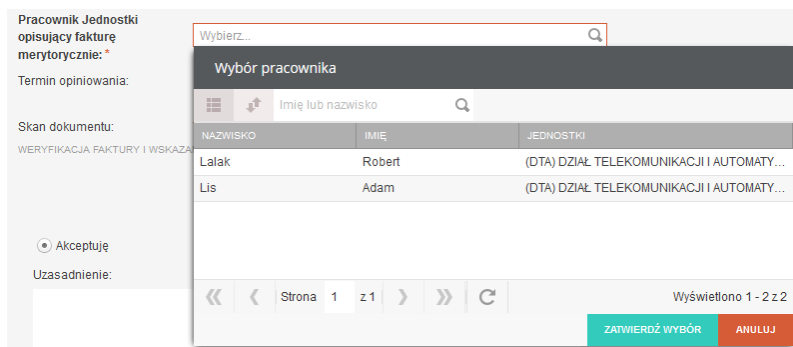 Pracownik Jednostki
opisujący fakturę
merytorycznie: *
Wybierz...
Wybór pracownika
Termin opiniowania:
Imię lub nazwisko
Skan dokumentu:
NAZWISKO IMIĘ JEDNOSTKI
WERYFIKACJA FAKTURY I
Lalak Robert (DTA) DZIAŁ TELEKOMUNIKACJI I AUTOMATY...
Lis Adam (DTA) DZIAŁ TELEKOMUNIKACJI I AUTOMATY...
Akceptuję
Uzasadnienie:
Strona 1 z 1 Wyświetlono 1 - 2 z 2
ZATWIERDŹ WYBÓR ANULUJ